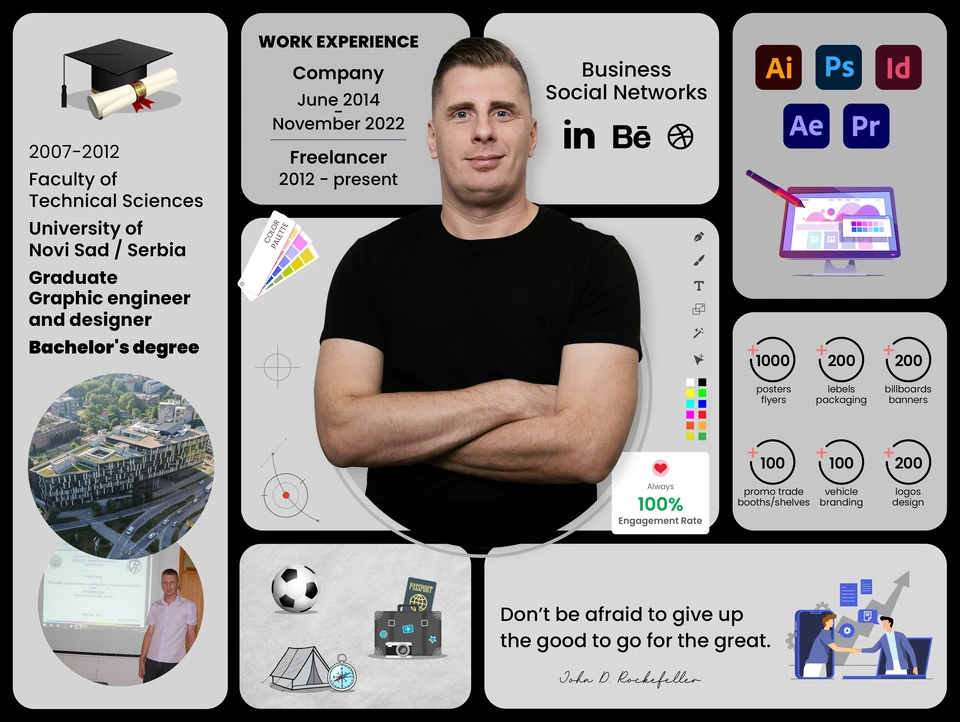 2007-2012
Faculty of
Technical Sciences
University of
Novi Sad / Serbia
Graduate
Graphic engineer
and designer
Bachelor's degree
WORK EXPERIENCE
Company
June 2014
–
November 2022
Freelancer
2012 - present
Business
Social Networks
in Bē
Ai Ps Id
Ae Pr
COLOR
PALETTE
T
Always
100%
Engagement Rate
+1000
posters
flyers
+200
lebels
packaging
+200
billboards
banners
+100
promo trade
booths/shelves
+100
vehicle
branding
+200
logos
design
PASSPORT
Don't be afraid to give up
the good to go for the great.
John D. Rockefeller